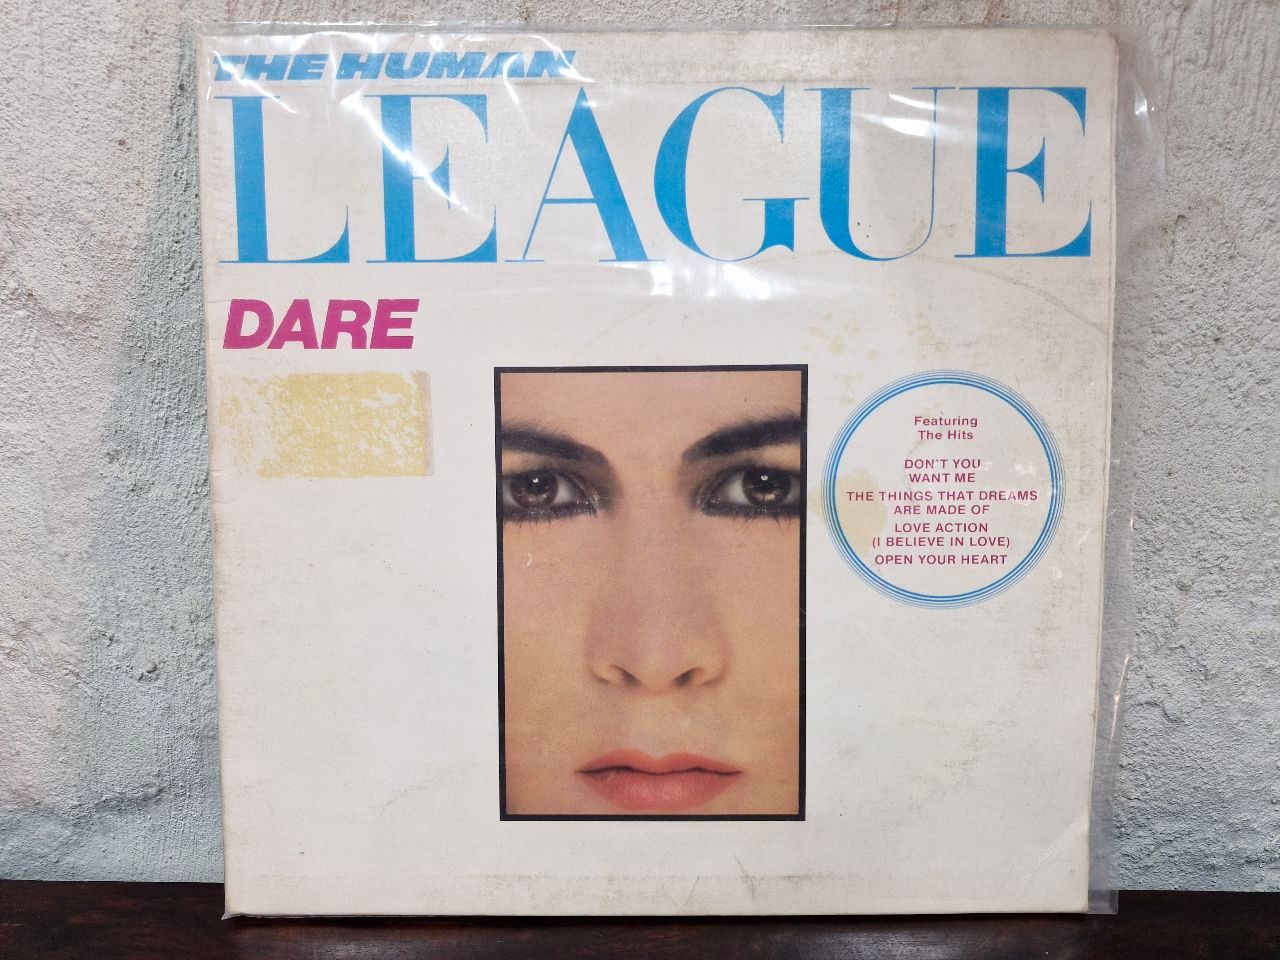 THE HUMAN
LEAGUE
DARE
Featuring
The Hits
DON'T YOU
WANT ME
THE THINGS THAT DREAMS
ARE MADE OF
LOVE ACTION
(I BELIEVE IN LOVE)
OPEN YOUR HEART